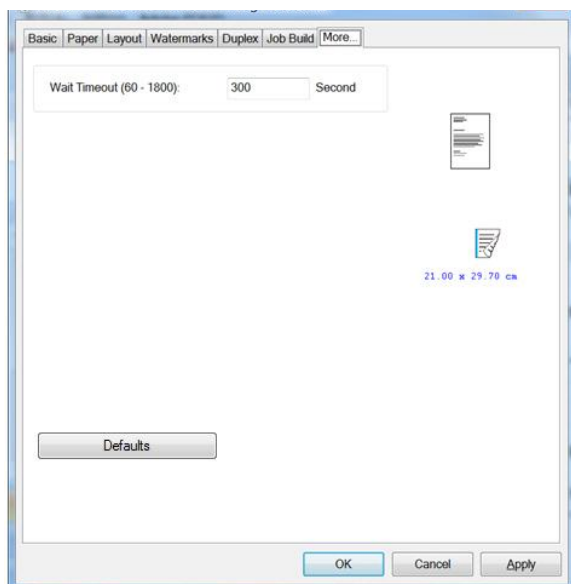 Basic Paper Layout Watermarks Duplex Job Build More...
Wait Timeout (60 - 1800): 300 Second
21.00 x 29.70 cm
Defaults
OK Cancel Apply